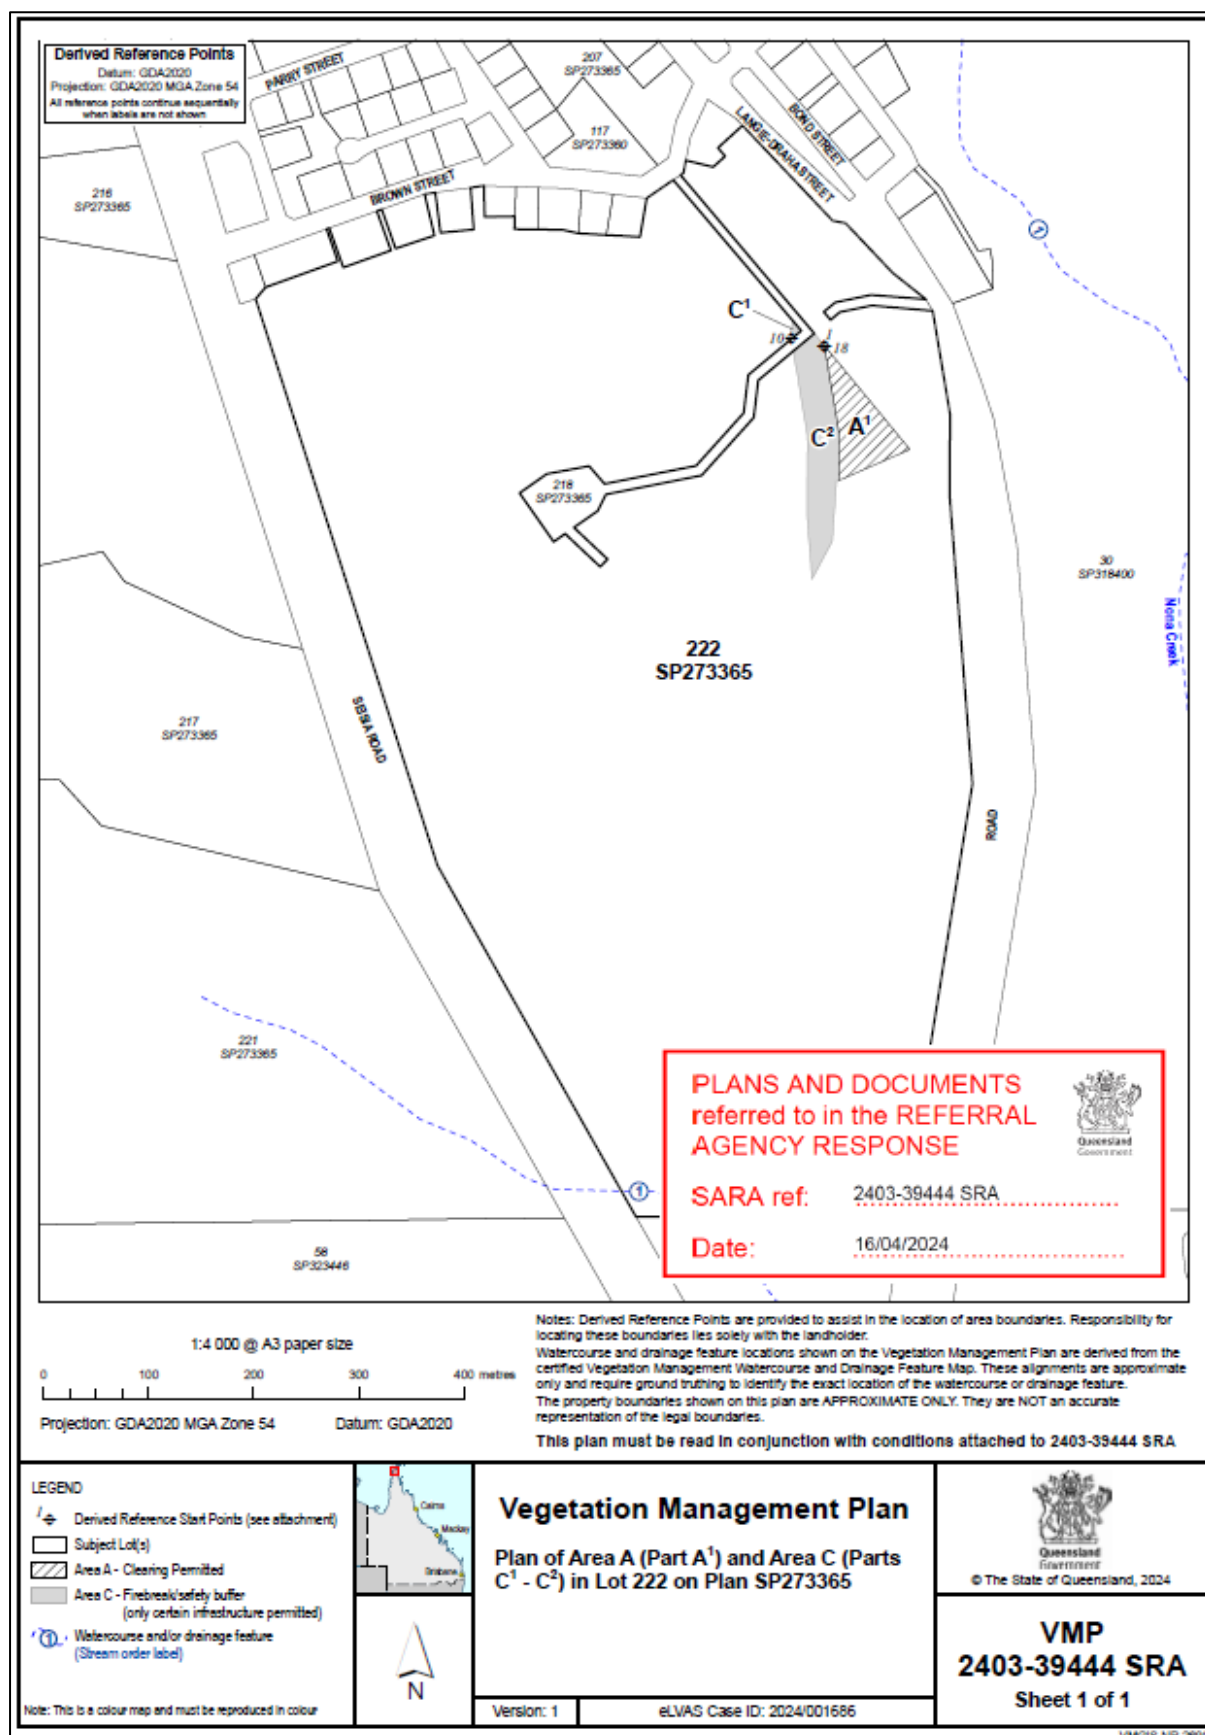 Derived Reference Points
Datum: GDA2020
Projection: GDA2020 MGA Zone 54
All reference points continue sequentially
when labels are not shown
PARRY STREET
207
SP273365
117
SP273360
BOND STREET
LANGIE-DRAHA STREET
BROWN STREET
216
SP273365
1
C1
10
1
18
C2
A1
218
SP273365
30
SP318400
Nona Creek
222
SP273365
217
SP273365
SEISIA ROAD
ROAD
221
SP273365
1
58
SP323446
PLANS AND DOCUMENTS
referred to in the REFERRAL
AGENCY RESPONSE
Queensland
Government
SARA ref: 2403-39444 SRA
Date: 16/04/2024
1:4 000 @ A3 paper size
0 100 200 300 400 metres
Projection: GDA2020 MGA Zone 54 Datum: GDA2020
Notes: Derived Reference Points are provided to assist in the location of area boundaries. Responsibility for
locating these boundaries lies solely with the landholder.
Watercourse and drainage feature locations shown on the Vegetation Management Plan are derived from the
certified Vegetation Management Watercourse and Drainage Feature Map. These alignments are approximate
only and require ground truthing to identify the exact location of the watercourse or drainage feature.
The property boundaries shown on this plan are APPROXIMATE ONLY. They are NOT an accurate
representation of the legal boundaries.
This plan must be read in conjunction with conditions attached to 2403-39444 SRA
LEGEND
1 Derived Reference Start Points (see attachment)
Subject Lot(s)
Area A - Clearing Permitted
Area C - Firebreak/safety buffer
(only certain infrastructure permitted)
1 Watercourse and/or drainage feature
(Stream order label)
Note: This is a colour map and must be reproduced in colour
Cairns
Mackay
Brisbane
N
Vegetation Management Plan
Plan of Area A (Part A1) and Area C (Parts
C1 - C2) in Lot 222 on Plan SP273365
Version: 1
eLVAS Case ID: 2024/001686
Queensland
Government
© The State of Queensland, 2024
VMP
2403-39444 SRA
Sheet 1 of 1